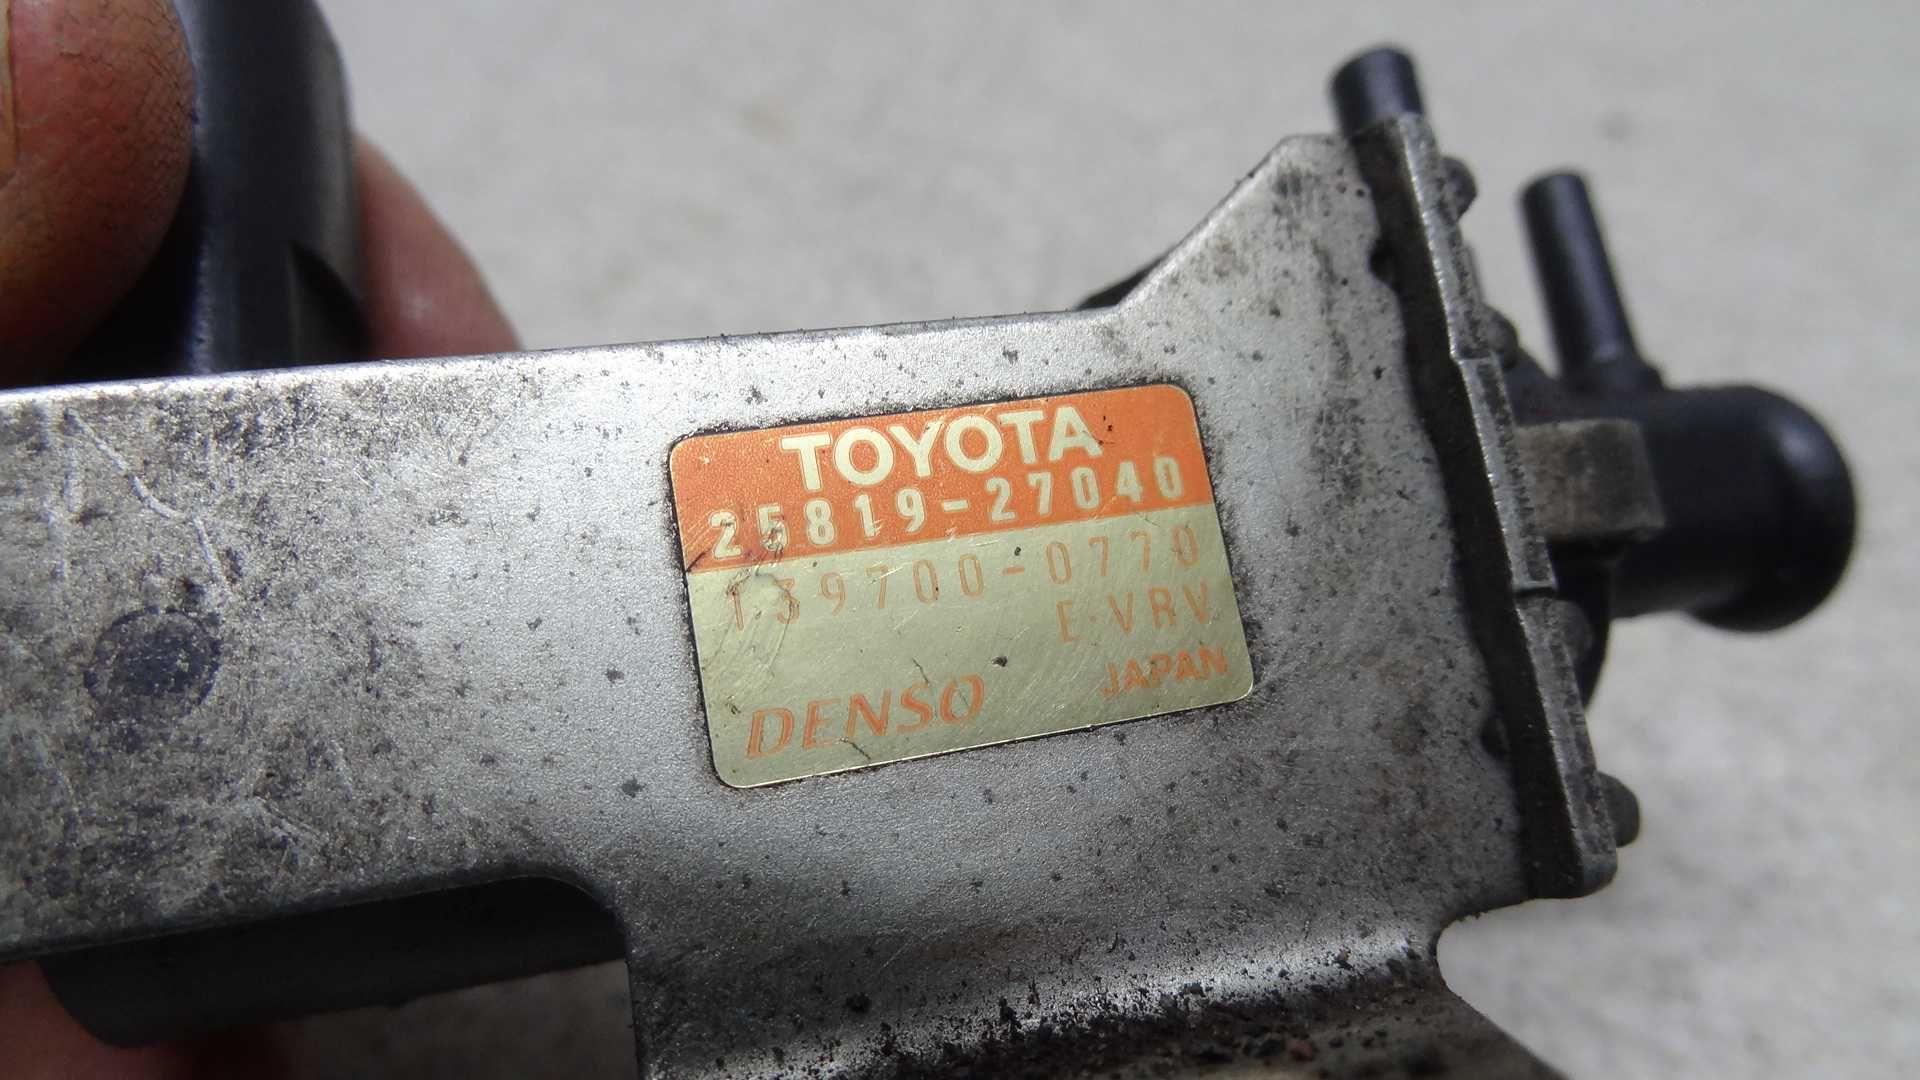 TOYOTA
25819-27040
139700-0770
E·VRV
DENSO JAPAN